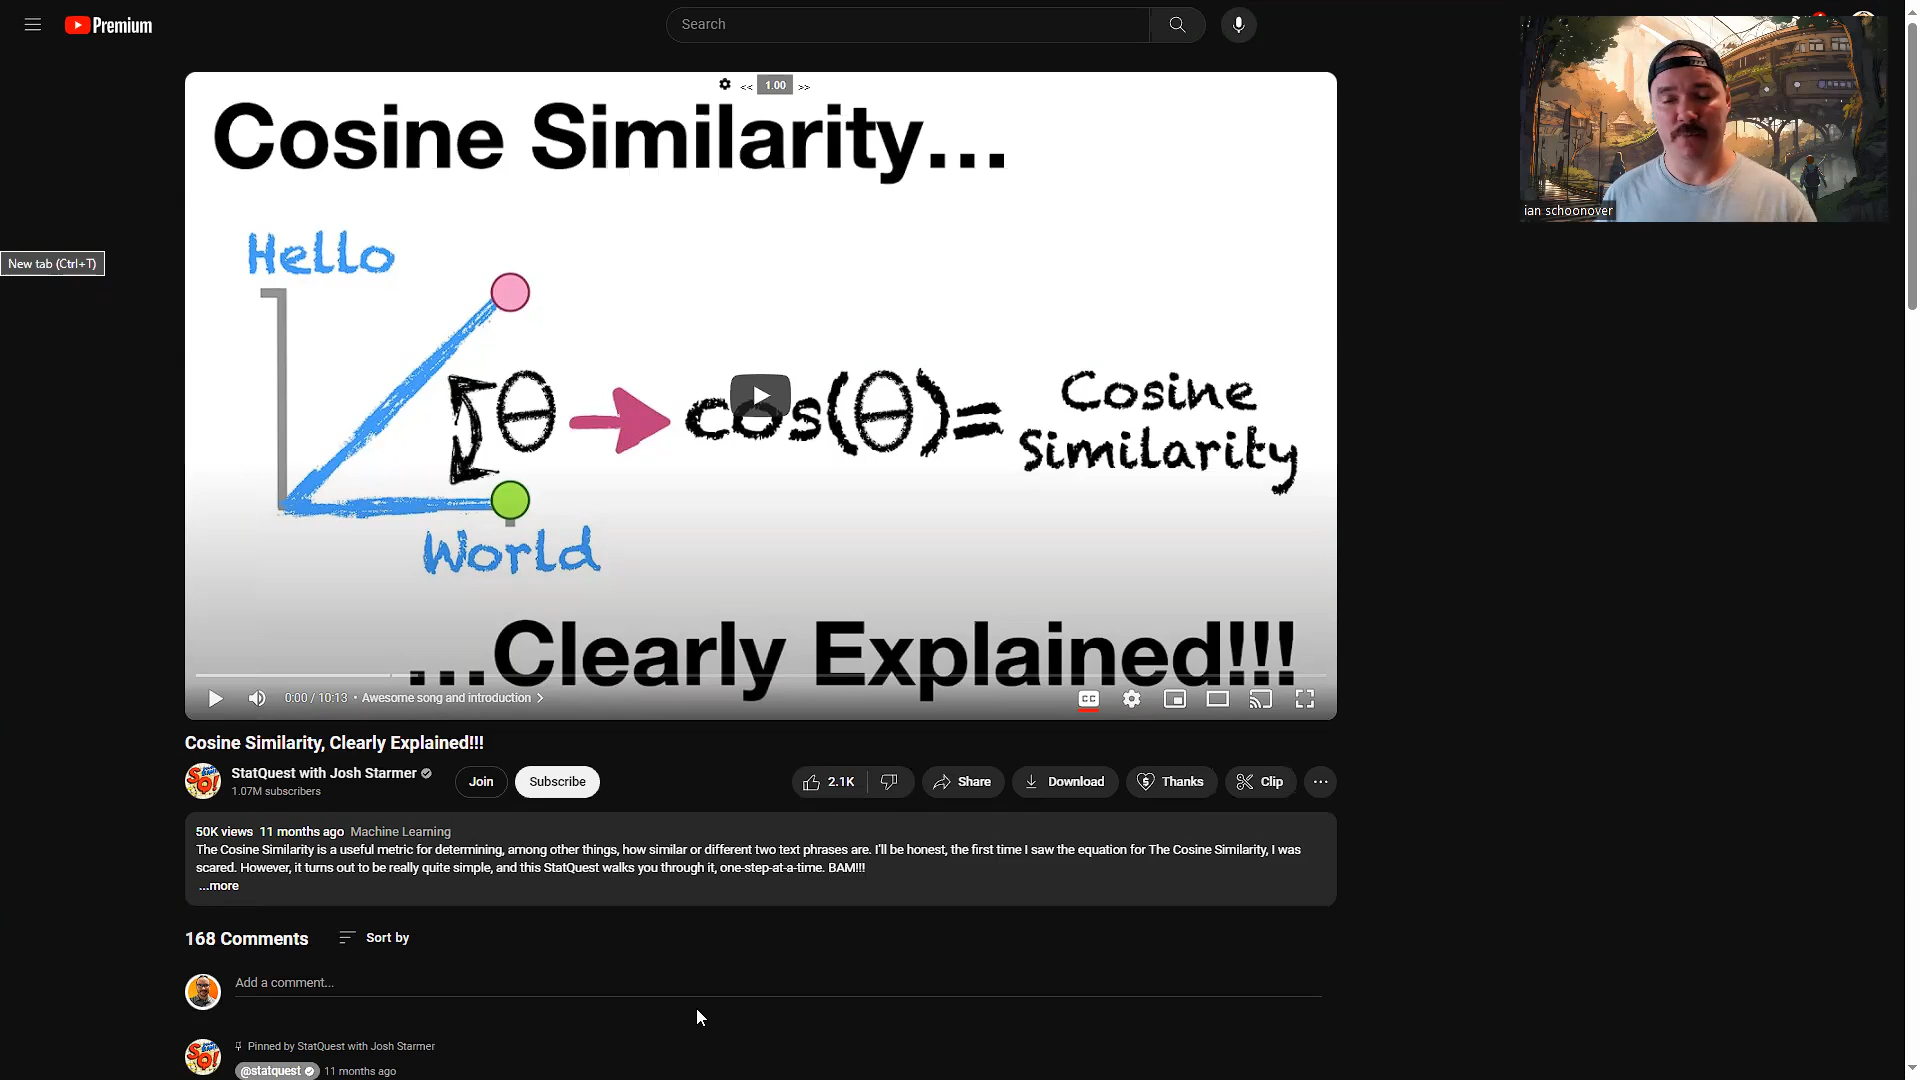 Premium
Search
<< 1.00 >>
Cosine Similarity...
Hello
New tab (Ctrl+T)
ian schoonover
θ cos(θ)= Cosine
Similarity
World
...Clearly Explained!!!
0:00 / 10:13 • Awesome song and introduction >
CC
Cosine Similarity, Clearly Explained!!!
StatQuest with Josh Starmer
1.07M subscribers
Join
Subscribe
2.1K
Share
Download
Thanks
Clip
50K views 11 months ago Machine Learning
The Cosine Similarity is a useful metric for determining, among other things, how similar or different two text phrases are. I'll be honest, the first time I saw the equation for The Cosine Similarity, I was
scared. However, it turns out to be really quite simple, and this StatQuest walks you through it, one-step-at-a-time. BAM!!!
...more
168 Comments
Sort by
Add a comment...
Pinned by StatQuest with Josh Starmer
@statquest 11 months ago